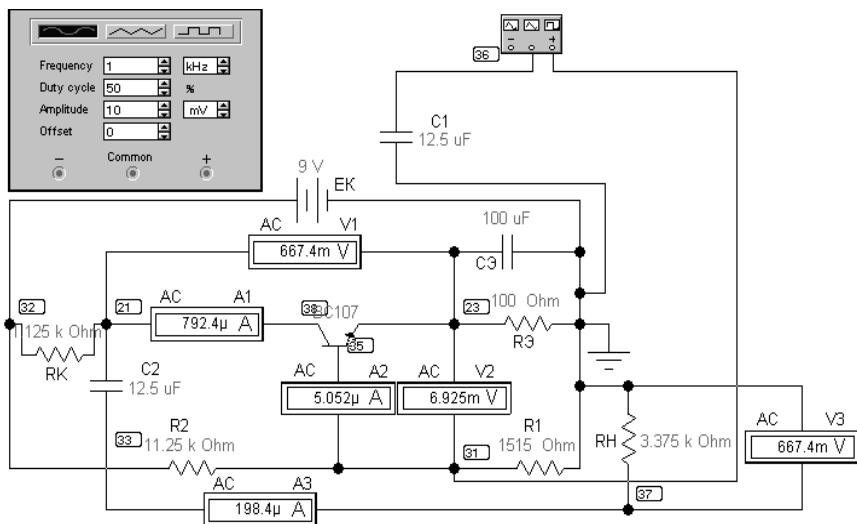 Frequency 1 kHz
Duty cycle 50 %
Amplitude 10 mV
Offset 0
− Common +
36
− +
C1
12.5 uF
9 V
EK
100 uF
CЭ
AC V1
667.4m V
32
1.125 k Ohm
RK
21
AC A1
792.4µ A
38
BC107
35
23
100 Ohm
RЭ
C2
12.5 uF
AC A2
5.052µ A
AC V2
6.925m V
33
R2
11.25 k Ohm
31
R1
1515 Ohm
RH
3.375 k Ohm
AC V3
667.4m V
37
AC A3
198.4µ A